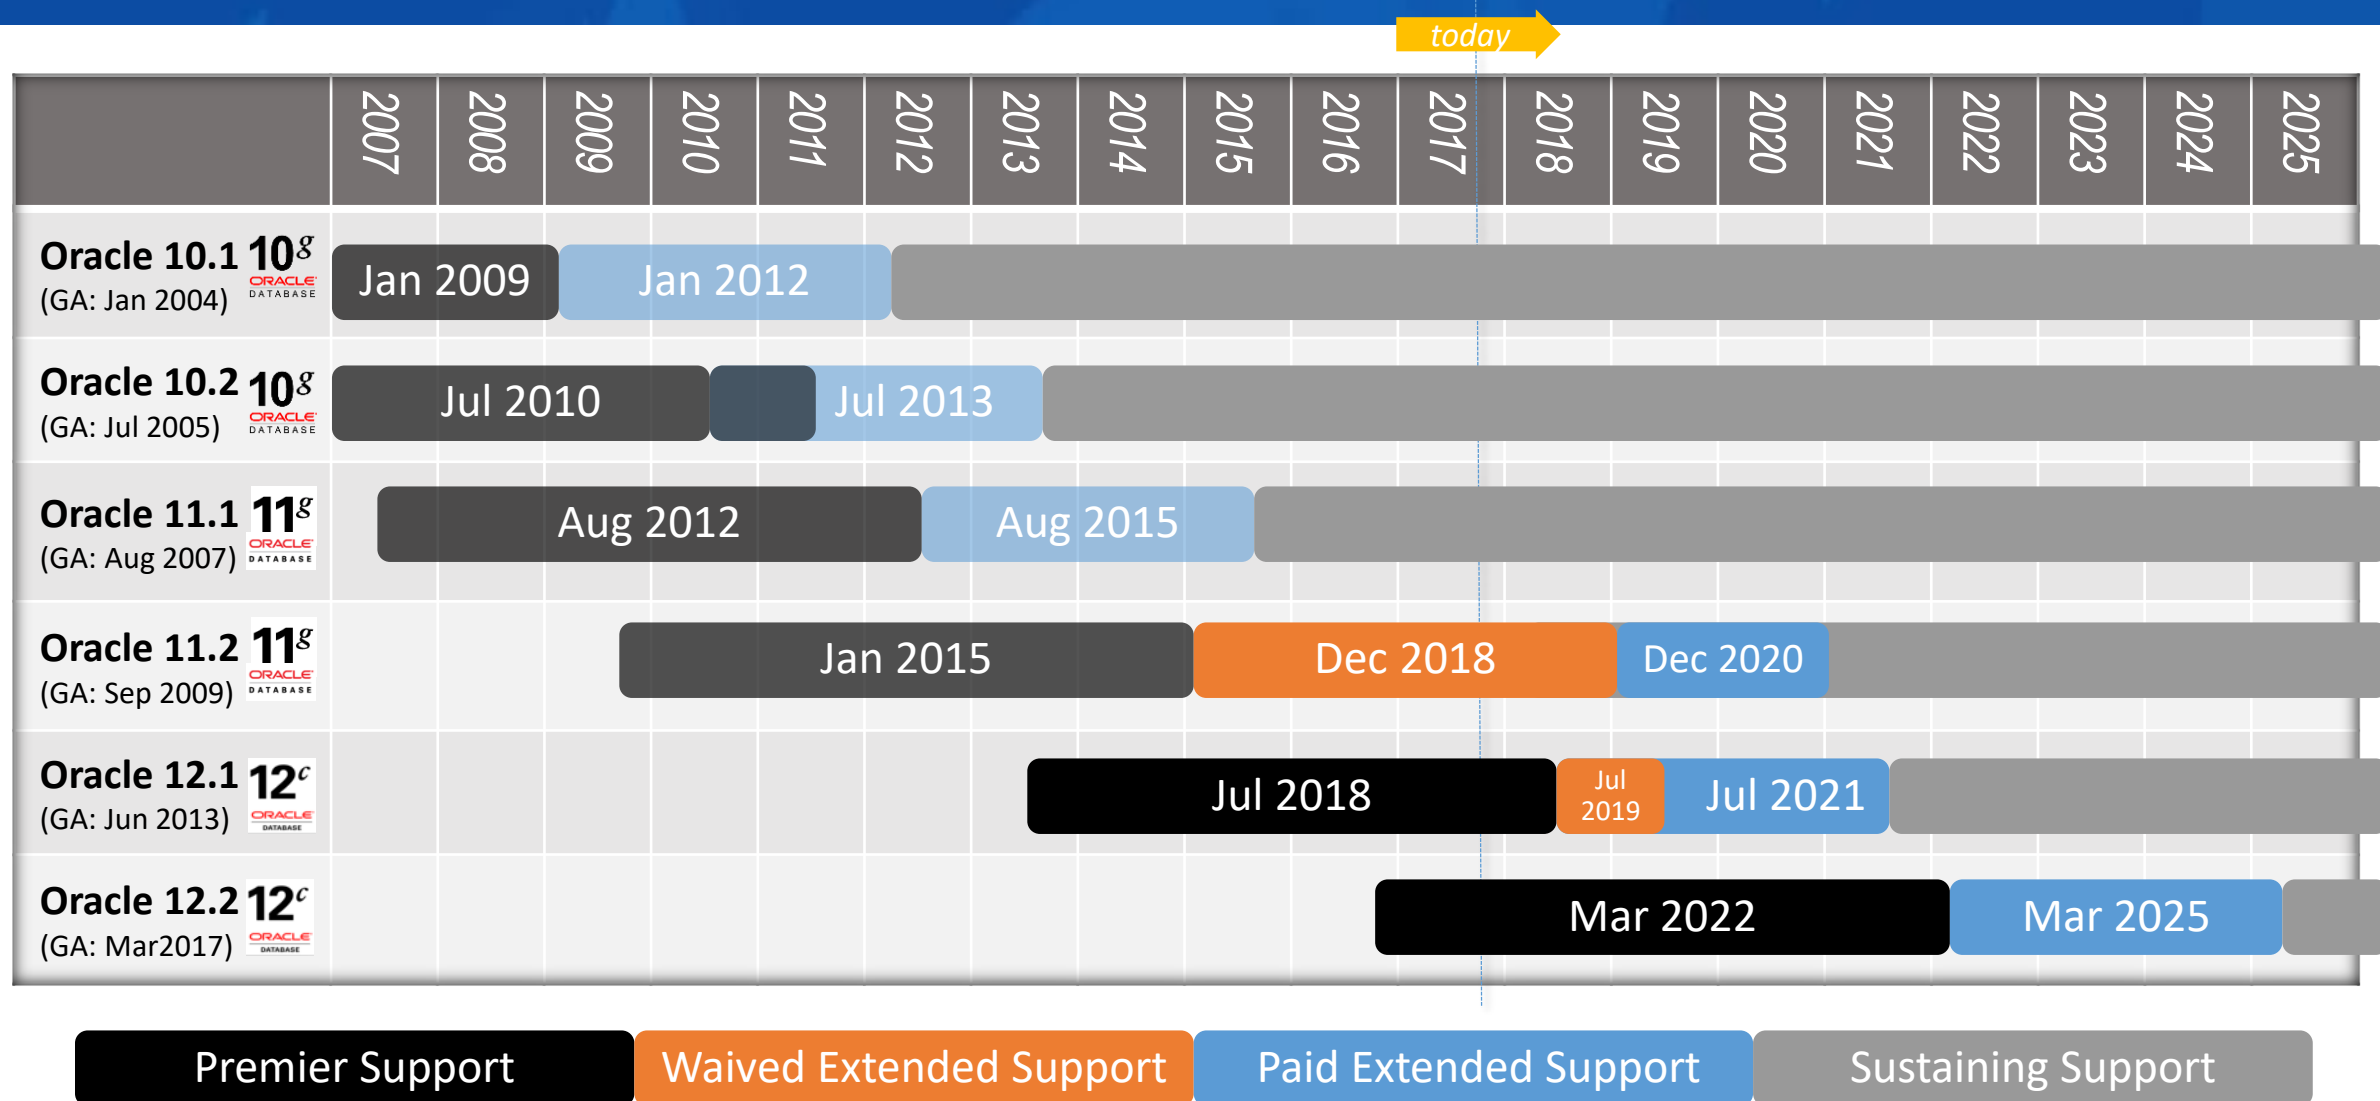 today
2007 2008 2009 2010 2011 2012 2013 2014 2015 2016 2017 2018 2019 2020 2021 2022 2023 2024 2025
Oracle 10.1
(GA: Jan 2004)
10g
ORACLE
DATABASE
Jan 2009
Jan 2012
Oracle 10.2
(GA: Jul 2005)
10g
ORACLE
DATABASE
Jul 2010
Jul 2013
Oracle 11.1
(GA: Aug 2007)
11g
ORACLE
DATABASE
Aug 2012
Aug 2015
Oracle 11.2
(GA: Sep 2009)
11g
ORACLE
DATABASE
Jan 2015
Dec 2018
Dec 2020
Oracle 12.1
(GA: Jun 2013)
12c
ORACLE
DATABASE
Jul 2018
Jul
2019
Jul 2021
Oracle 12.2
(GA: Mar2017)
12c
ORACLE
DATABASE
Mar 2022
Mar 2025
Premier Support
Waived Extended Support
Paid Extended Support
Sustaining Support